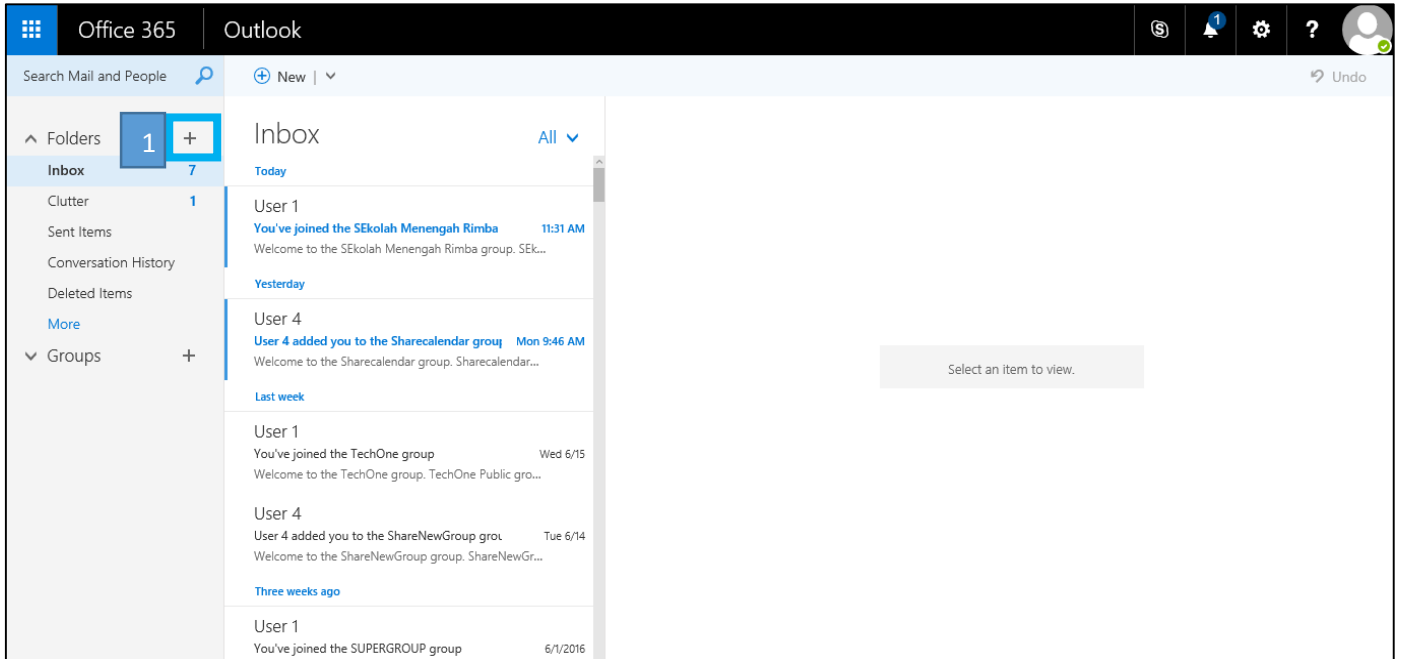 Office 365
Outlook
1
?
Search Mail and People
New
Undo
Folders
1
+
Inbox 7
Clutter 1
Sent Items
Conversation History
Deleted Items
More
Groups +
Inbox
All
Today
User 1
You've joined the SEkolah Menengah Rimba 11:31 AM
Welcome to the SEkolah Menengah Rimba group. SEk...
Yesterday
User 4
User 4 added you to the Sharecalendar group Mon 9:46 AM
Welcome to the Sharecalendar group. Sharecalendar...
Last week
User 1
You've joined the TechOne group Wed 6/15
Welcome to the TechOne group. TechOne Public gro...
User 4
User 4 added you to the ShareNewGroup grou Tue 6/14
Welcome to the ShareNewGroup group. ShareNewGr...
Three weeks ago
User 1
You've joined the SUPERGROUP group 6/1/2016
Select an item to view.